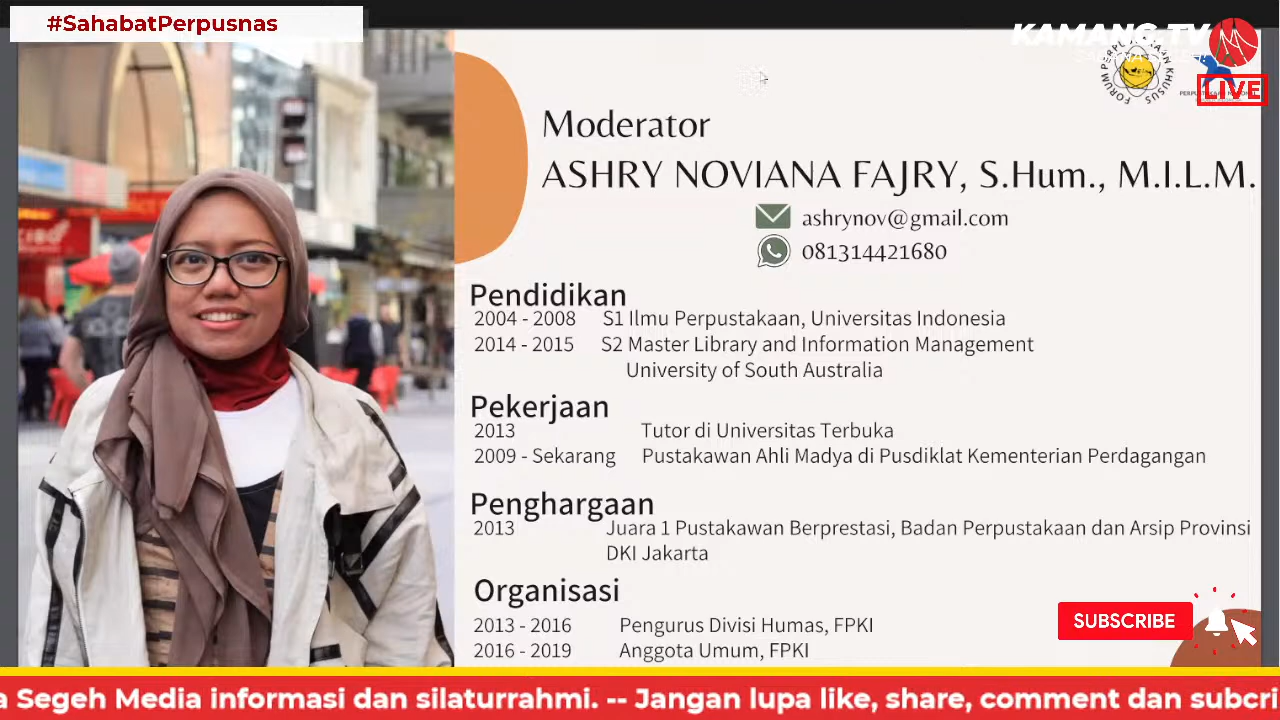 #SahabatPerpusnas
KAMANG.TV
LIVE
FORUM PERPUSTAKAAN KHUSUS
Moderator
ASHRY NOVIANA FAJRY, S.Hum., M.I.L.M.
ashrynov@gmail.com
081314421680
Pendidikan
2004 - 2008 S1 Ilmu Perpustakaan, Universitas Indonesia
2014 - 2015 S2 Master Library and Information Management
University of South Australia
Pekerjaan
2013 Tutor di Universitas Terbuka
2009 - Sekarang Pustakawan Ahli Madya di Pusdiklat Kementerian Perdagangan
Penghargaan
2013 Juara 1 Pustakawan Berprestasi, Badan Perpustakaan dan Arsip Provinsi
DKI Jakarta
Organisasi
2013 - 2016 Pengurus Divisi Humas, FPKI
2016 - 2019 Anggota Umum, FPKI
SUBSCRIBE
a Segeh Media informasi dan silaturrahmi. -- Jangan lupa like, share, comment dan subcri